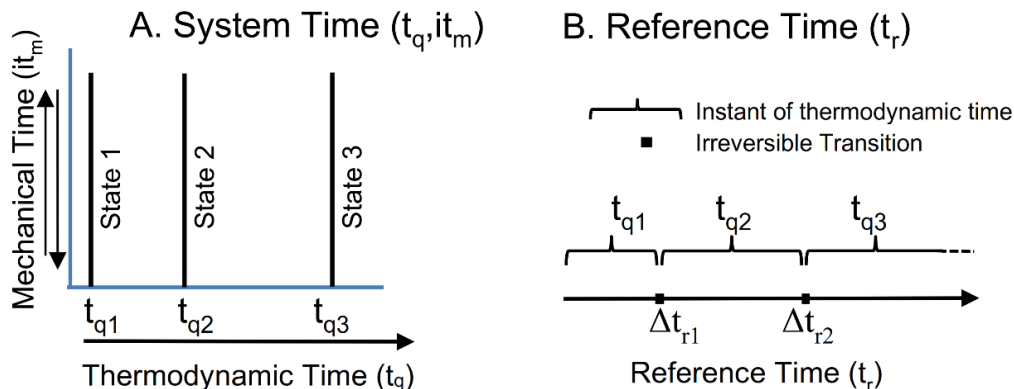 A. System Time (tq,itm)
Mechanical Time (itm)
State 1
State 2
State 3
tq1
tq2
tq3
Thermodynamic Time (tq)
B. Reference Time (tr)
Instant of thermodynamic time
Irreversible Transition
tq1
tq2
tq3
Δtr1
Δtr2
Reference Time (tr)